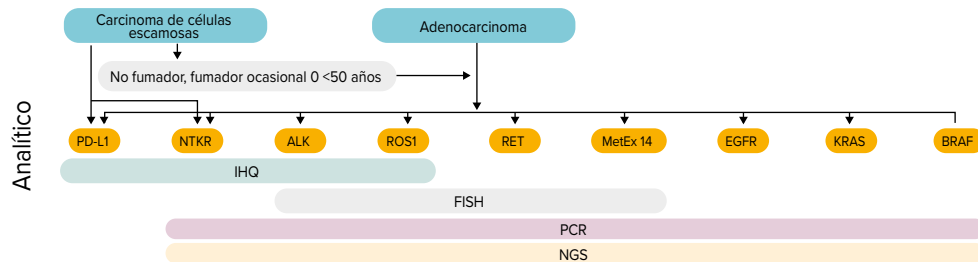 Carcinoma de células
escamosas
Adenocarcinoma
No fumador, fumador ocasional 0 <50 años
Analítico
PD-L1
NTKR
ALK
ROS1
RET
MetEx 14
EGFR
KRAS
BRAF
IHQ
FISH
PCR
NGS